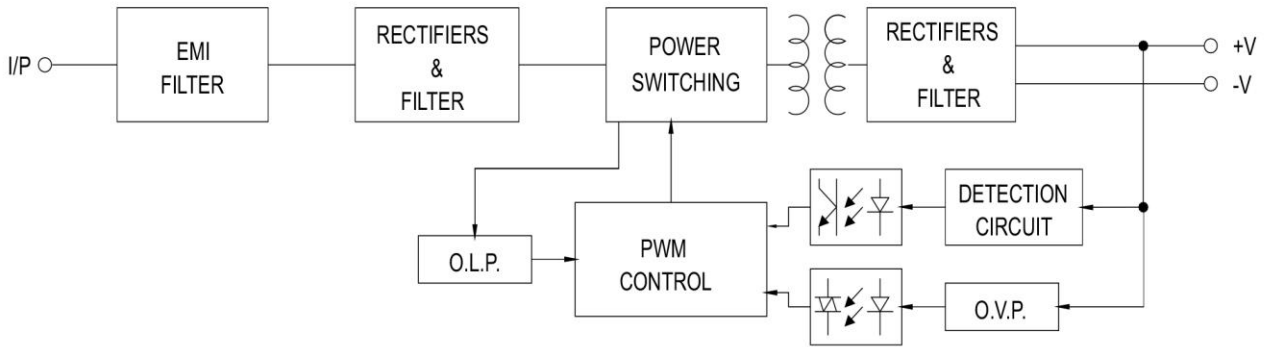 I/P
EMI
FILTER
RECTIFIERS
&
FILTER
POWER
SWITCHING
RECTIFIERS
&
FILTER
+V
-V
O.L.P.
PWM
CONTROL
DETECTION
CIRCUIT
O.V.P.